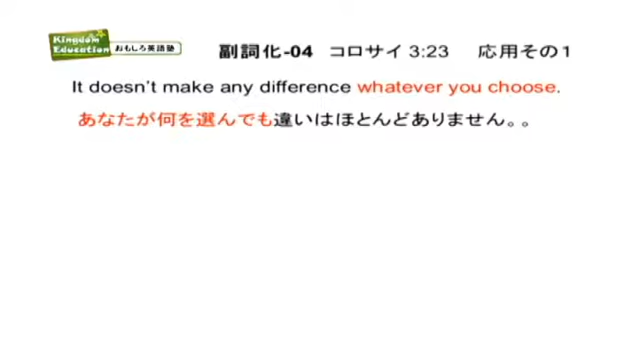 Kingdom
Education おもしろ英語塾
副詞化-04 コロサイ 3:23 応用その1
It doesn't make any difference whatever you choose.
あなたが何を選んでも違いはほとんどありません。。